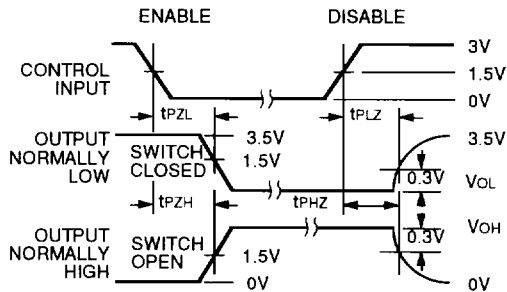 ENABLE DISABLE
3V
CONTROL INPUT 1.5V
0V
tPZL tPLZ
OUTPUT NORMALLY LOW SWITCH CLOSED 3.5V 3.5V
1.5V
0.3V VOL
tPZH tPHZ
OUTPUT NORMALLY HIGH SWITCH OPEN 0.3V VOH
1.5V
0V 0V